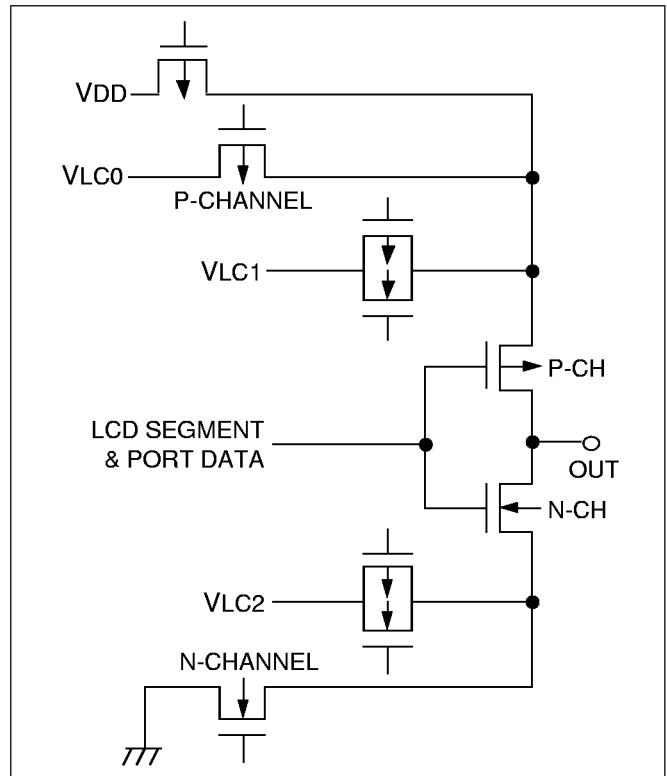 VDD
VLC0
P-CHANNEL
VLC1
P-CH
LCD SEGMENT
& PORT DATA
OUT
N-CH
VLC2
N-CHANNEL